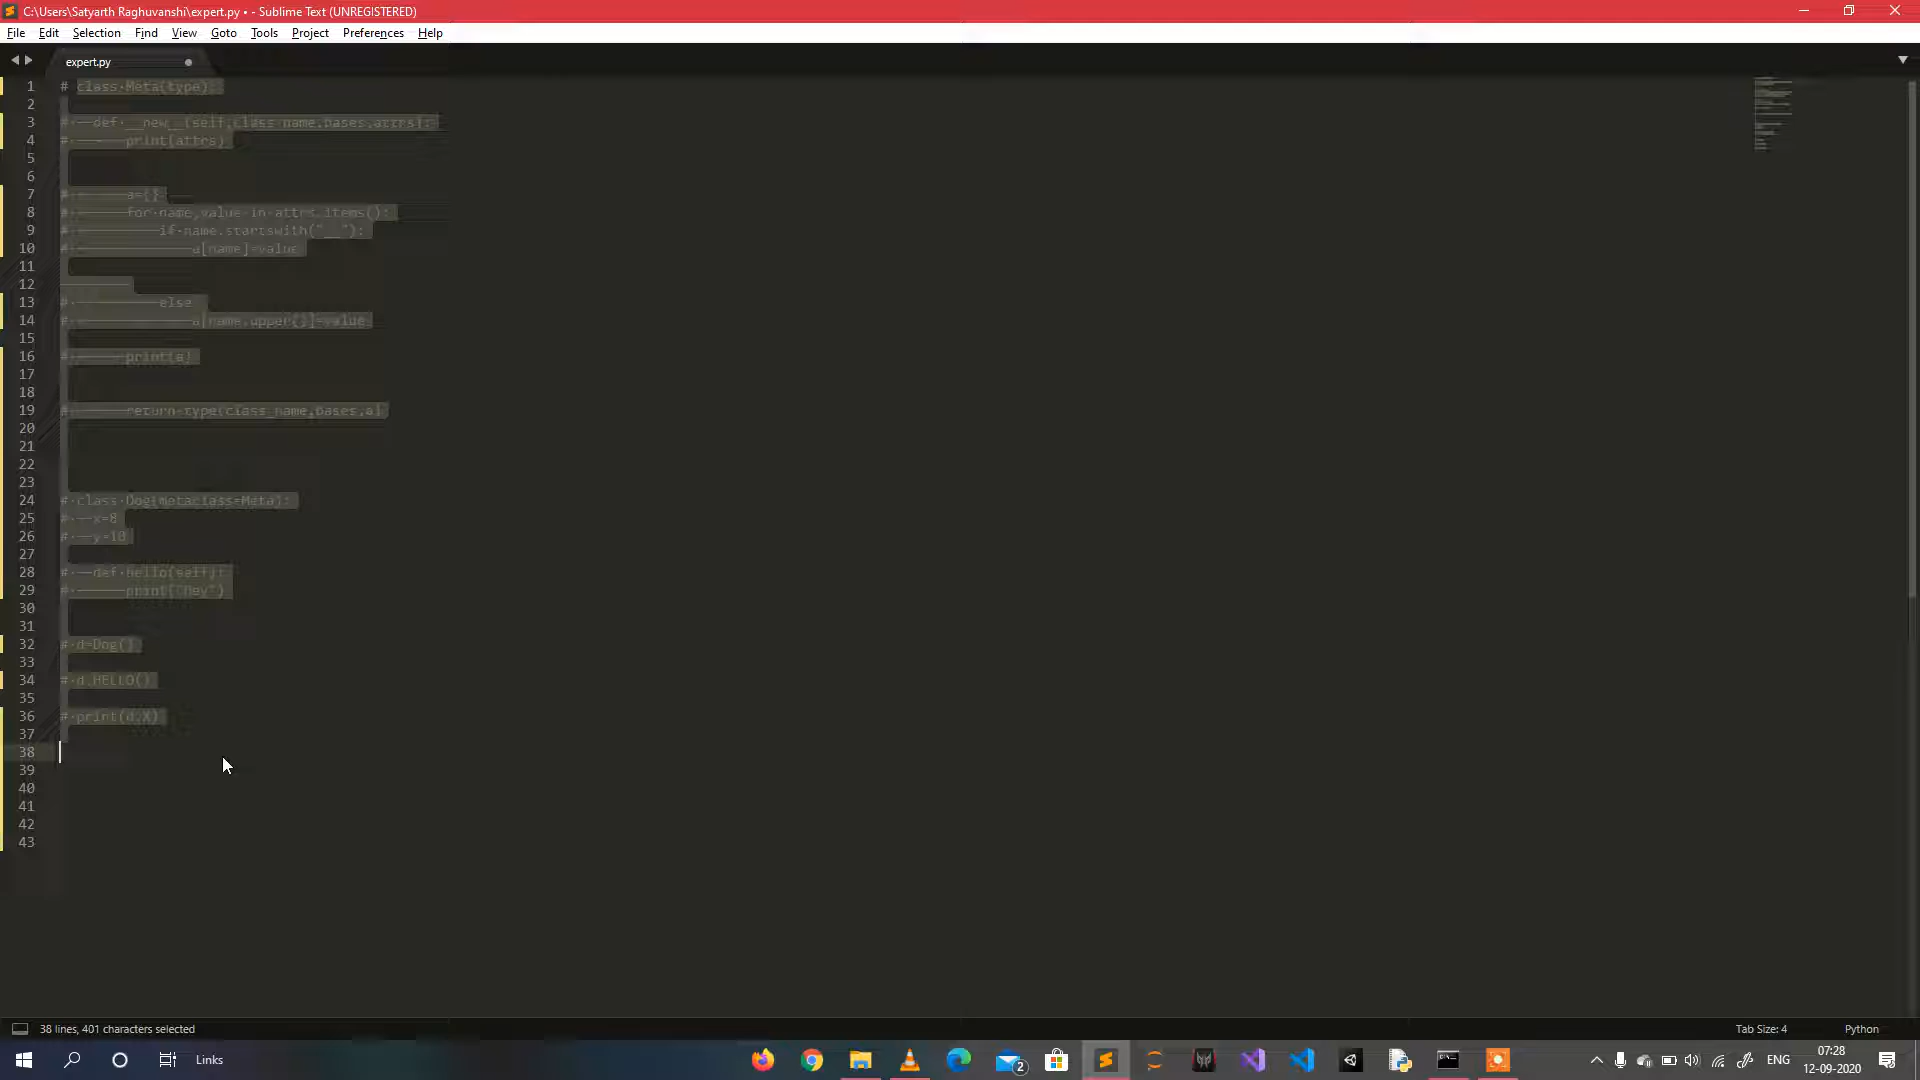 C:\Users\Satyarth Raghuvanshi\expert.py • - Sublime Text (UNREGISTERED)
File Edit Selection Find View Goto Tools Project Preferences Help
expert.py
1 # class Meta(type):
2
3 # def __new__(self,class_name,bases,attrs):
4 # print(attrs)
5
6
7 # a={}
8 # for name,value in attrs.items():
9 # if name.startswith("__"):
10 # a[name]=value
11
12
13 # else
14 # a[name.upper()]=value
15
16 # print(a)
17
18
19 # return type(class_name,bases,a)
20
21
22
23
24 # class Dog(metaclass=Meta):
25 # x=8
26 # y=10
27
28 # def hello(self):
29 # print("Hey")
30
31
32 # d=Dog()
33
34 # d.HELLO()
35
36 # print(d.X)
37
38
39
40
41
42
43
38 lines, 401 characters selected
Tab Size: 4
Python
Links
2
ENG
07:28
12-09-2020